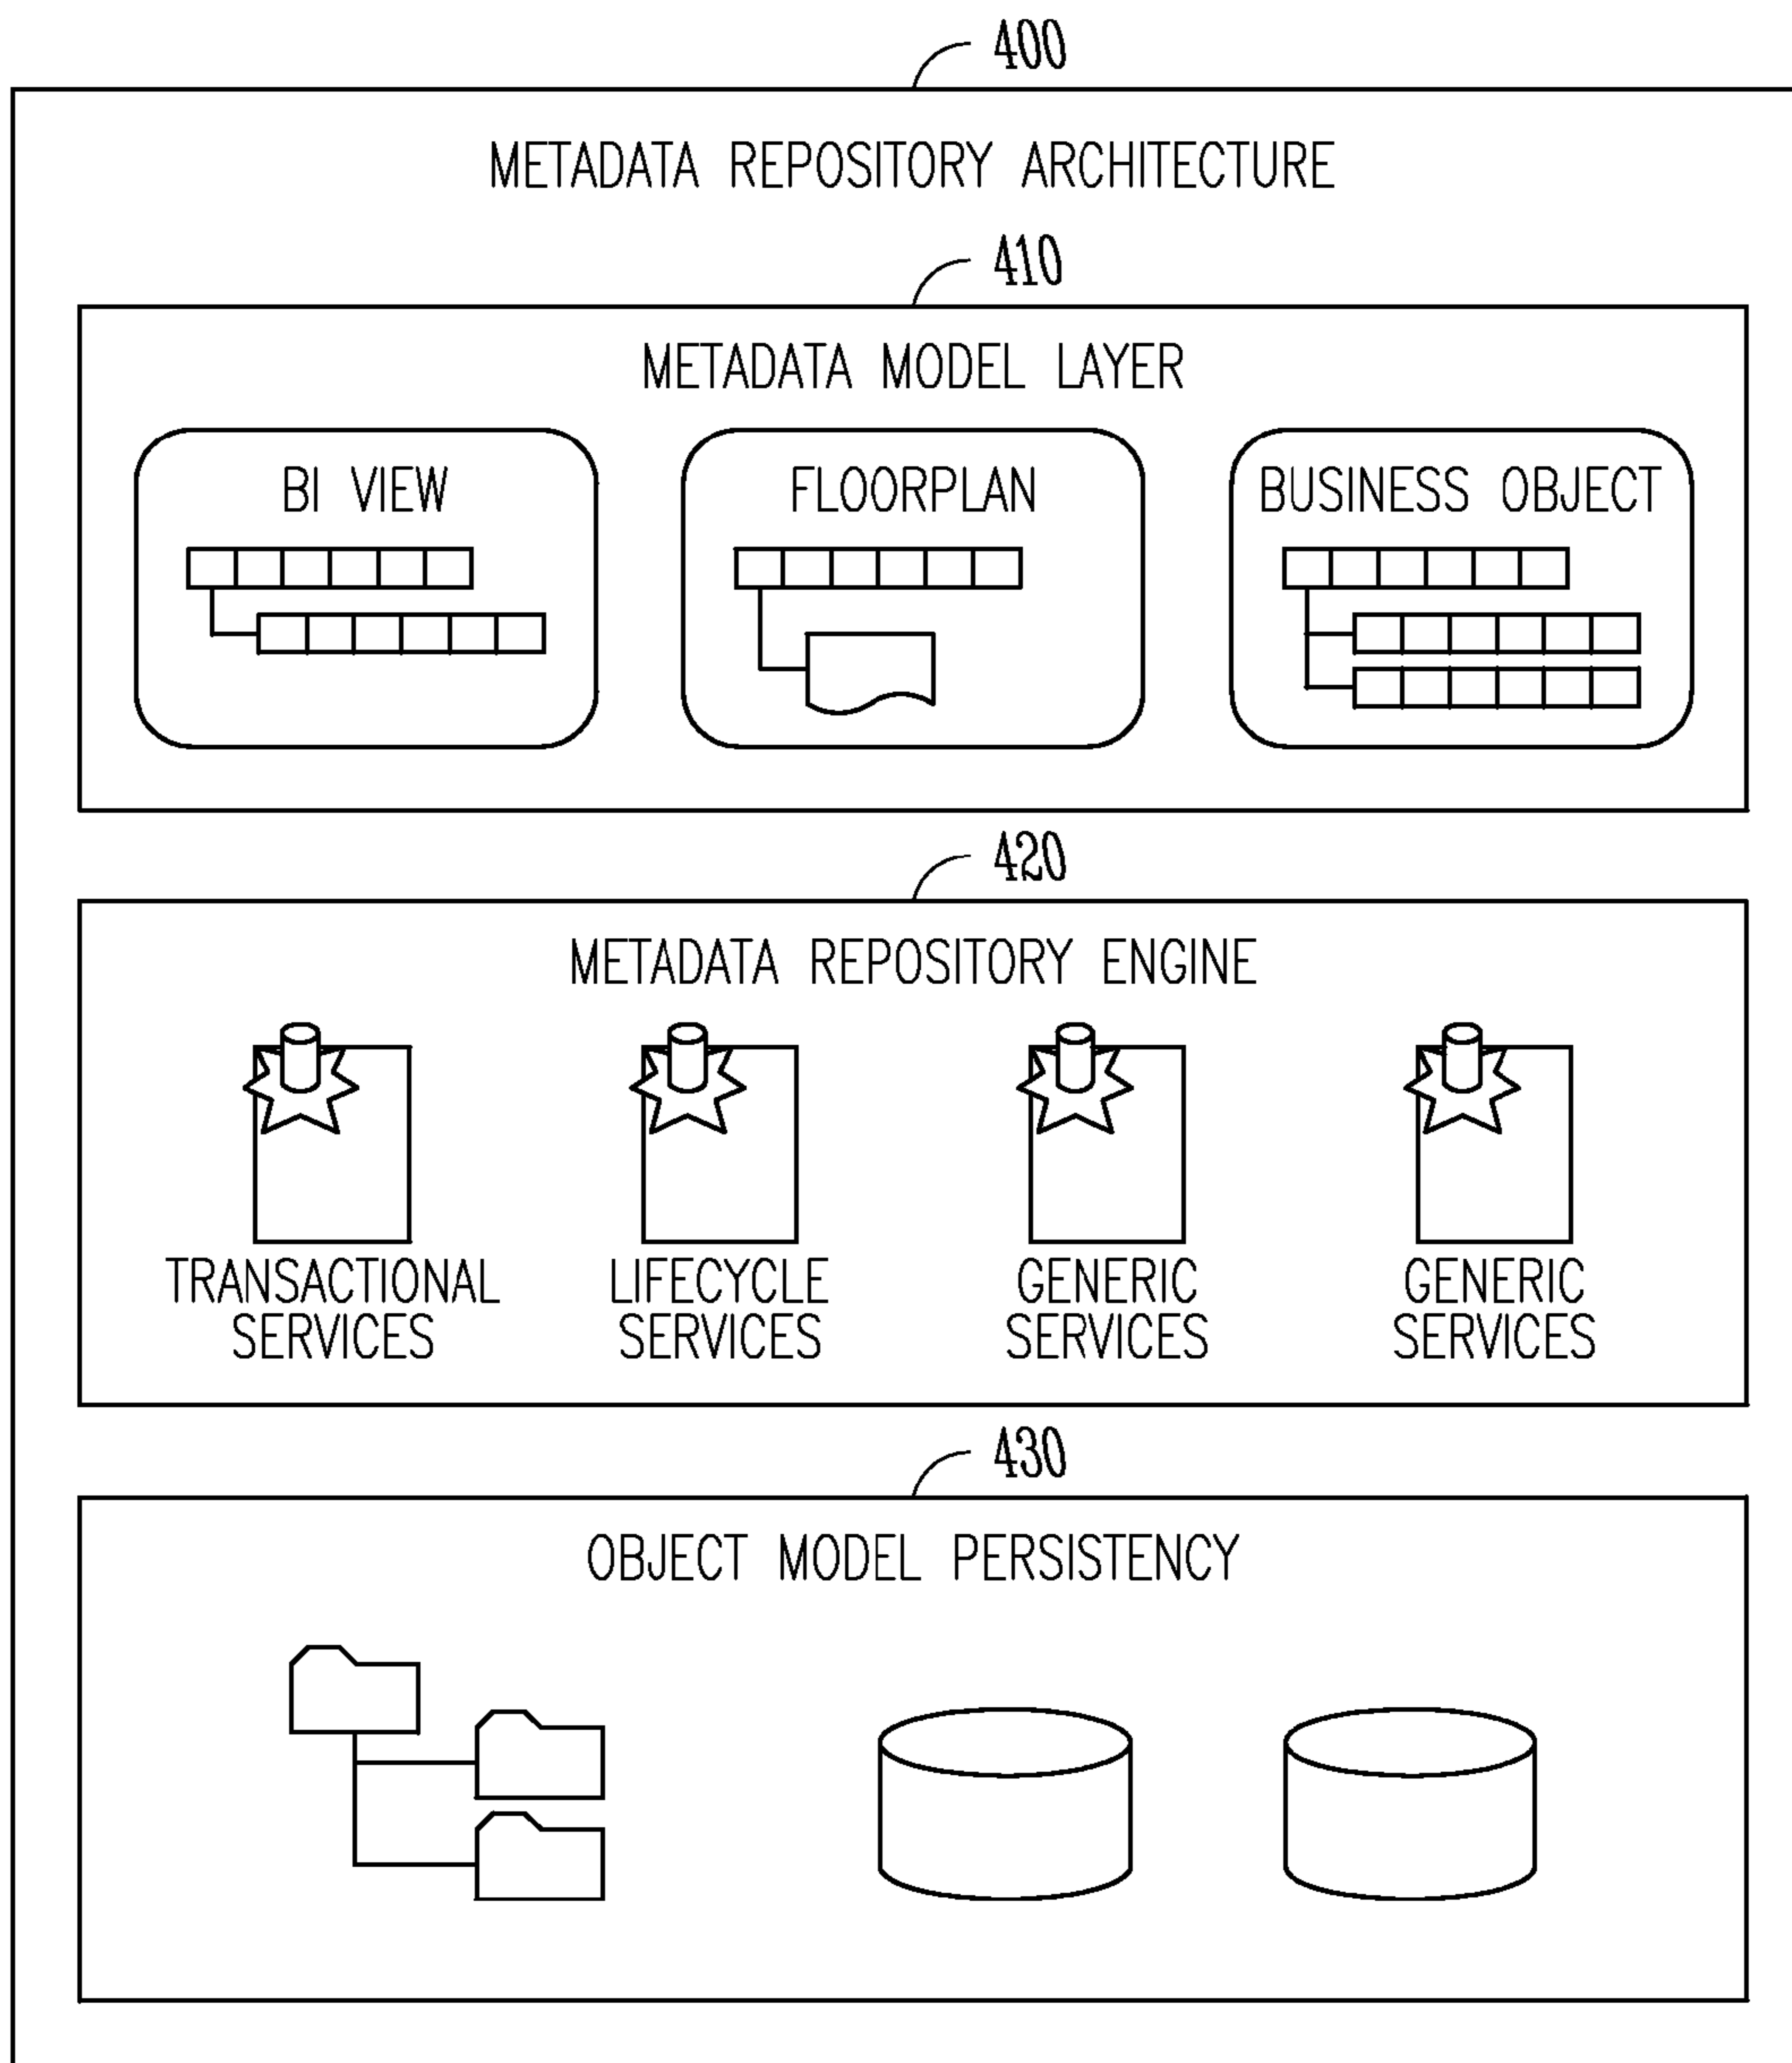 400
METADATA REPOSITORY ARCHITECTURE
410
METADATA MODEL LAYER
BI VIEW
FLOORPLAN
BUSINESS OBJECT
420
METADATA REPOSITORY ENGINE
TRANSACTIONAL
SERVICES
LIFECYCLE
SERVICES
GENERIC
SERVICES
GENERIC
SERVICES
430
OBJECT MODEL PERSISTENCY